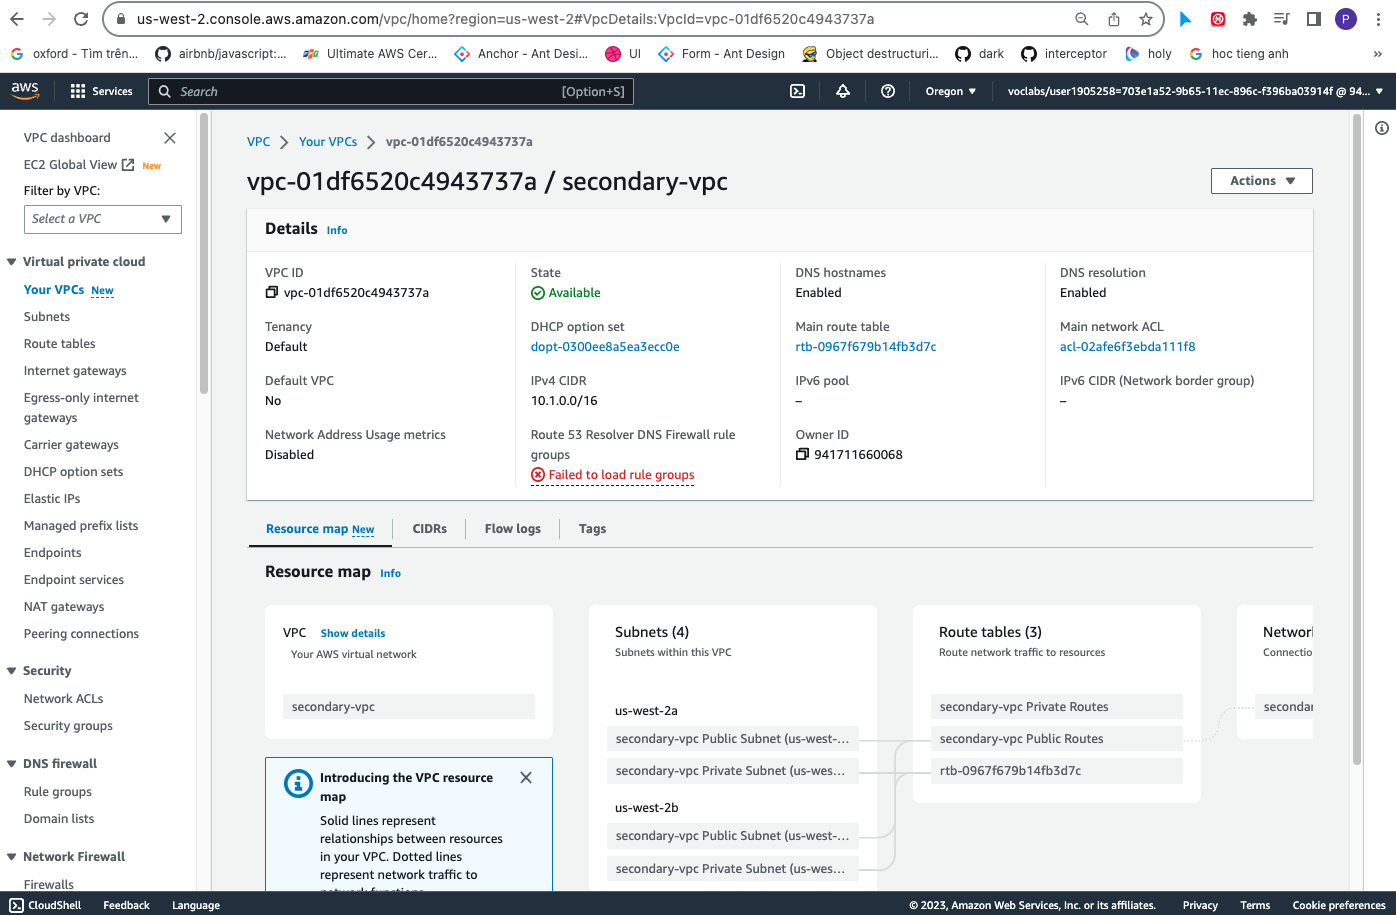 us-west-2.console.aws.amazon.com/vpc/home?region=us-west-2#VpcDetails:VpcId=vpc-01df6520c4943737a
P
oxford - Tìm trên...
airbnb/javascript:...
Ultimate AWS Cer...
Anchor - Ant Desi...
UI
Form - Ant Design
Object destructuri...
dark
interceptor
holy
hoc tieng anh
»
aws
Services
Search
[Option+S]
Oregon
voclabs/user1905258=703e1a52-9b65-11ec-896c-f396ba03914f @ 94...
VPC dashboard
EC2 Global View New
Filter by VPC:
Select a VPC
Virtual private cloud
Your VPCs New
Subnets
Route tables
Internet gateways
Egress-only internet
gateways
Carrier gateways
DHCP option sets
Elastic IPs
Managed prefix lists
Endpoints
Endpoint services
NAT gateways
Peering connections
Security
Network ACLs
Security groups
DNS firewall
Rule groups
Domain lists
Network Firewall
Firewalls
VPC
Your VPCs
vpc-01df6520c4943737a
vpc-01df6520c4943737a / secondary-vpc
Actions
Details Info
VPC ID
vpc-01df6520c4943737a
State
Available
DNS hostnames
Enabled
DNS resolution
Enabled
Tenancy
Default
DHCP option set
dopt-0300ee8a5ea3ecc0e
Main route table
rtb-0967f679b14fb3d7c
Main network ACL
acl-02afe6f3ebda111f8
Default VPC
No
IPv4 CIDR
10.1.0.0/16
IPv6 pool
–
IPv6 CIDR (Network border group)
–
Network Address Usage metrics
Disabled
Route 53 Resolver DNS Firewall rule
groups
Failed to load rule groups
Owner ID
941711660068
Resource map New
CIDRs
Flow logs
Tags
Resource map Info
VPC Show details
Your AWS virtual network
secondary-vpc
Introducing the VPC resource
map
Solid lines represent
relationships between resources
in your VPC. Dotted lines
represent network traffic to
network functions.
Subnets (4)
Subnets within this VPC
us-west-2a
secondary-vpc Public Subnet (us-west-...
secondary-vpc Private Subnet (us-wes...
us-west-2b
secondary-vpc Public Subnet (us-west-...
secondary-vpc Private Subnet (us-wes...
Route tables (3)
Route network traffic to resources
secondary-vpc Private Routes
secondary-vpc Public Routes
rtb-0967f679b14fb3d7c
Network
Connectio
secondar
CloudShell
Feedback
Language
© 2023, Amazon Web Services, Inc. or its affiliates.
Privacy
Terms
Cookie preferences